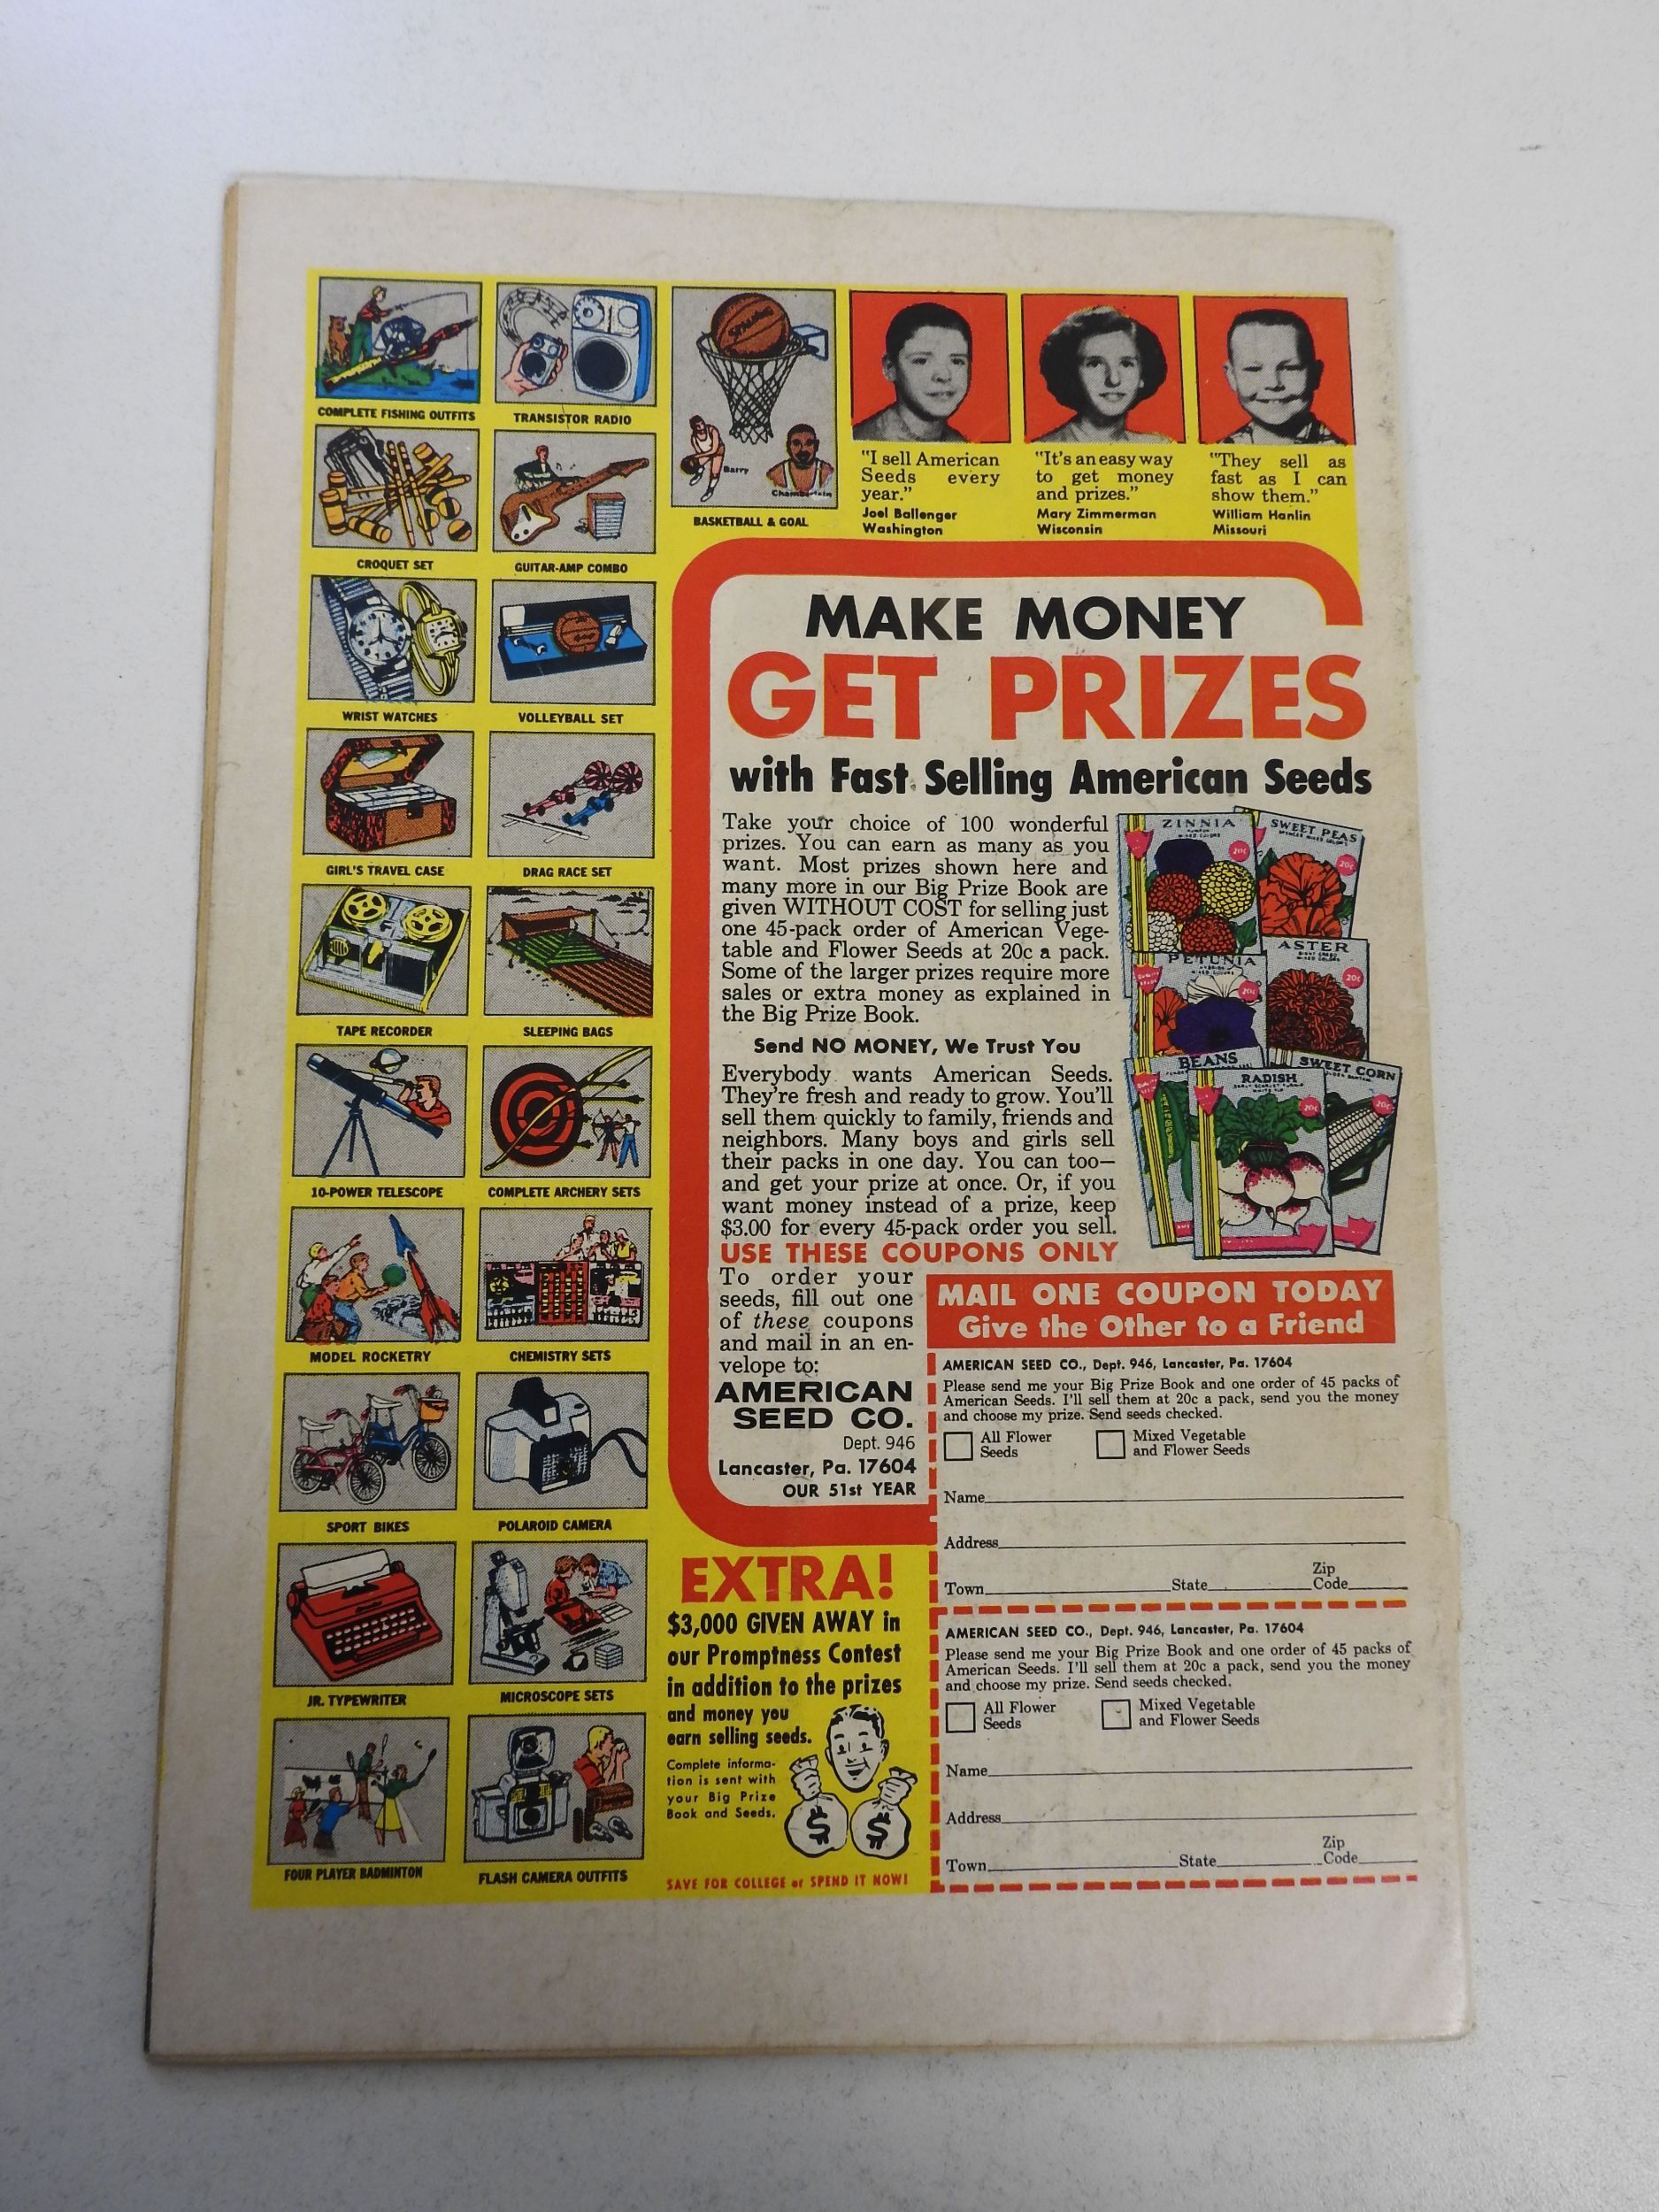 COMPLETE FISHING OUTFITS
TRANSISTOR RADIO
CROQUET SET
GUITAR-AMP COMBO
WRIST WATCHES
VOLLEYBALL SET
GIRL'S TRAVEL CASE
DRAG RACE SET
TAPE RECORDER
SLEEPING BAGS
10-POWER TELESCOPE
COMPLETE ARCHERY SETS
MODEL ROCKETRY
CHEMISTRY SETS
SPORT BIKES
POLAROID CAMERA
JR. TYPEWRITER
MICROSCOPE SETS
FOUR PLAYER BADMINTON
FLASH CAMERA OUTFITS
Barry
Chamberlain
BASKETBALL & GOAL
"I sell American
Seeds every
year."
Joel Ballenger
Washington
"It's an easy way
to get money
and prizes."
Mary Zimmerman
Wisconsin
"They sell as
fast as I can
show them."
William Hanlin
Missouri
MAKE MONEY
GET PRIZES
with Fast Selling American Seeds
Take your choice of 100 wonderful
prizes. You can earn as many as you
want. Most prizes shown here and
many more in our Big Prize Book are
given WITHOUT COST for selling just
one 45-pack order of American Vege-
table and Flower Seeds at 20c a pack.
Some of the larger prizes require more
sales or extra money as explained in
the Big Prize Book.
Send NO MONEY, We Trust You
Everybody wants American Seeds.
They're fresh and ready to grow. You'll
sell them quickly to family, friends and
neighbors. Many boys and girls sell
their packs in one day. You can too—
and get your prize at once. Or, if you
want money instead of a prize, keep
$3.00 for every 45-pack order you sell.
USE THESE COUPONS ONLY
To order your
seeds, fill out one
of these coupons
and mail in an en-
velope to:
AMERICAN
SEED CO.
Dept. 946
Lancaster, Pa. 17604
OUR 51st YEAR
ZINNIA
20c
SWEET PEAS
20c
PETUNIA
20c
ASTER
20c
BEANS
RADISH
20c
SWEET CORN
20c
MAIL ONE COUPON TODAY
Give the Other to a Friend
AMERICAN SEED CO., Dept. 946, Lancaster, Pa. 17604
Please send me your Big Prize Book and one order of 45 packs of
American Seeds. I'll sell them at 20c a pack, send you the money
and choose my prize. Send seeds checked.
All Flower
Seeds
Mixed Vegetable
and Flower Seeds
Name
Address
Town State Zip
Code
AMERICAN SEED CO., Dept. 946, Lancaster, Pa. 17604
Please send me your Big Prize Book and one order of 45 packs of
American Seeds. I'll sell them at 20c a pack, send you the money
and choose my prize. Send seeds checked.
All Flower
Seeds
Mixed Vegetable
and Flower Seeds
Name
Address
Town State Zip
Code
EXTRA!
$3,000 GIVEN AWAY in
our Promptness Contest
in addition to the prizes
and money you
earn selling seeds.
Complete informa-
tion is sent with
your Big Prize
Book and Seeds.
$ $
SAVE FOR COLLEGE or SPEND IT NOW!